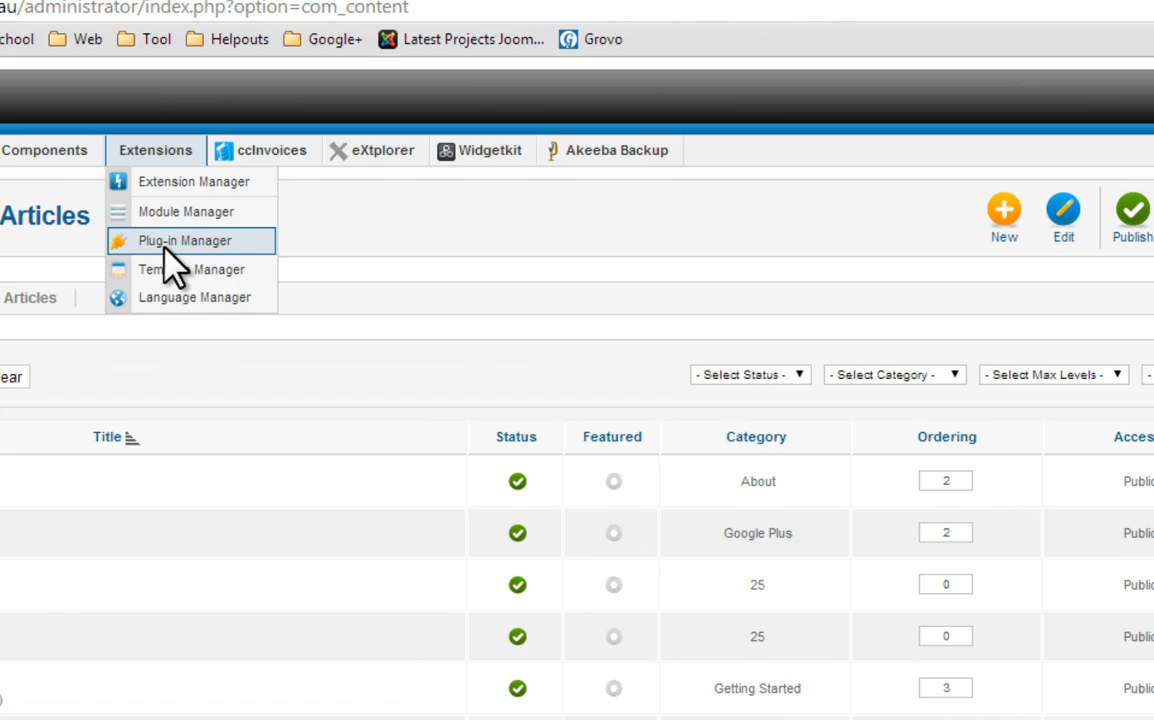 au/administrator/index.php?option=com_content
chool Web Tool Helpouts Google+ Latest Projects Joom... Grovo
Components Extensions ccInvoices eXtplorer Widgetkit Akeeba Backup
Extension Manager
Module Manager
Plug-in Manager
Tem Manager
Language Manager
Articles
New Edit Publish
Articles
ear - Select Status - - Select Category - - Select Max Levels - -
Title Status Featured Category Ordering Acces
About 2 Public
Google Plus 2 Public
25 0 Public
25 0 Public
) Getting Started 3 Public